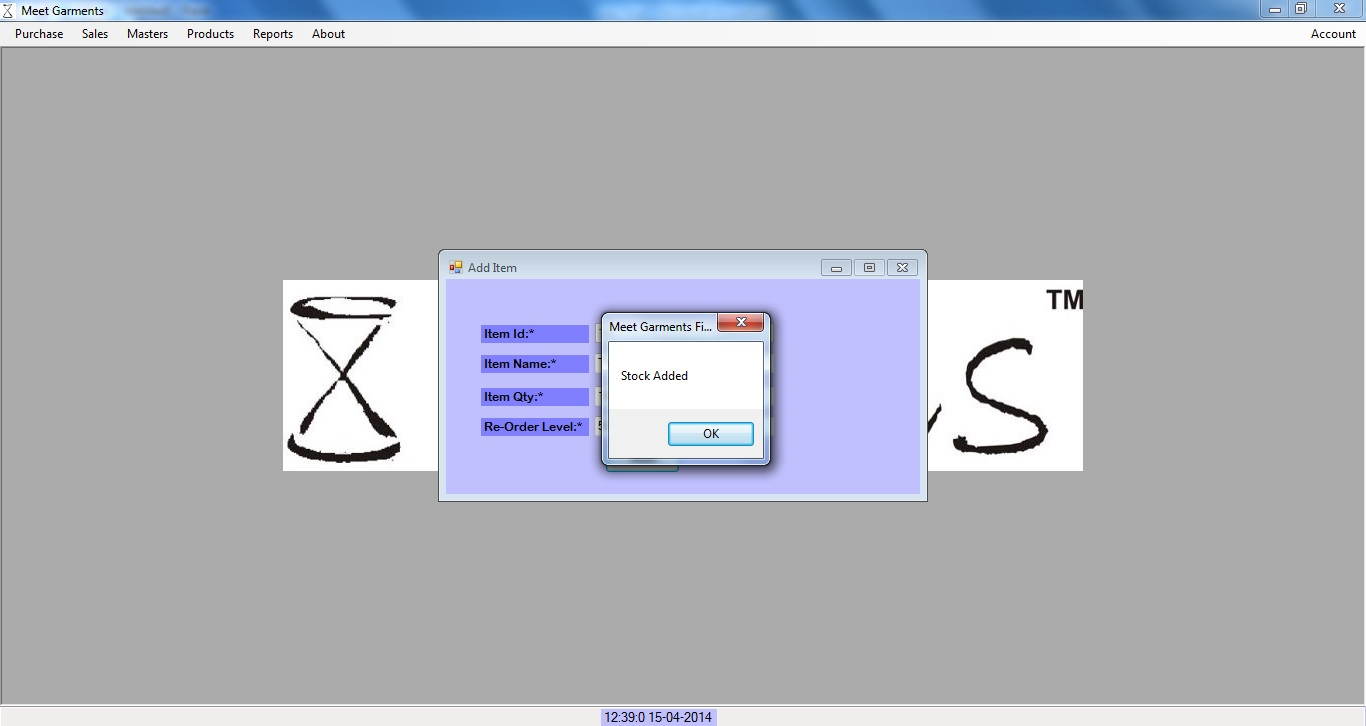 Meet Garments
Purchase Sales Masters Products Reports About Account
TM
S
Add Item
Item Id:*
Item Name:*
Item Qty:*
Re-Order Level:*
Meet Garments Fi...
Stock Added
OK
12:39:0 15-04-2014